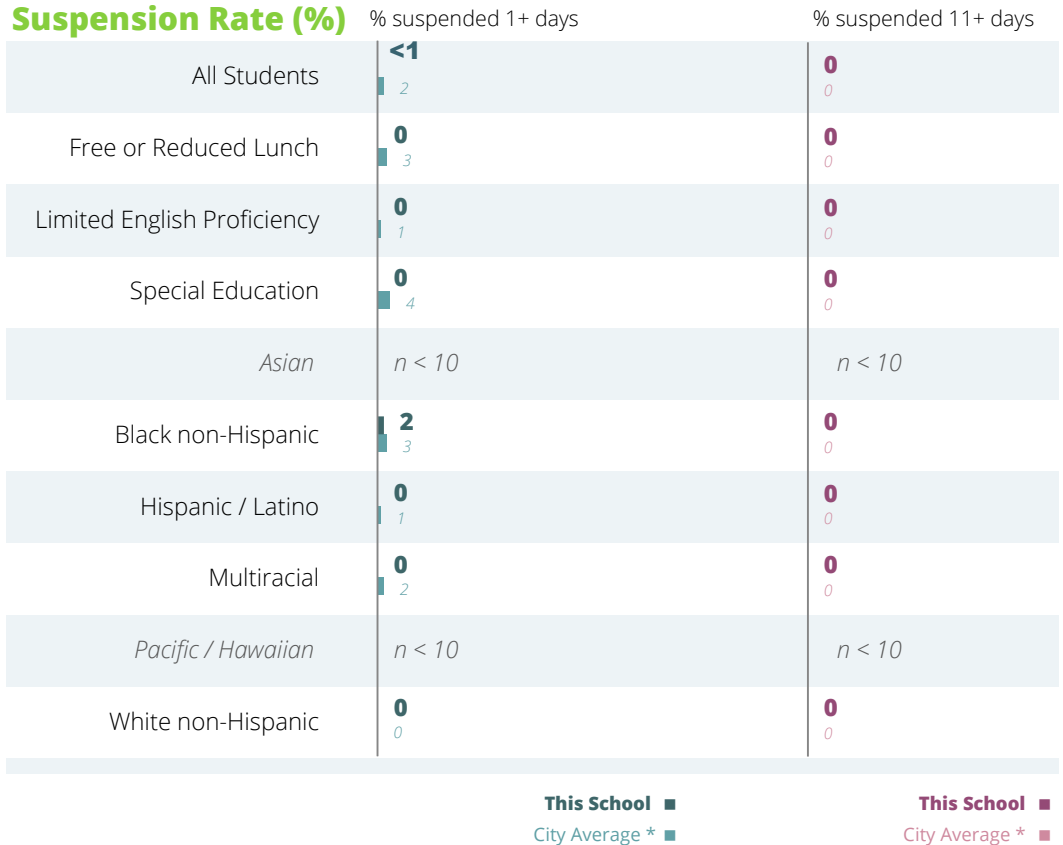 Suspension Rate (%) % suspended 1+ days % suspended 11+ days
<1
All Students 0
2 0
0 0
Free or Reduced Lunch
3 0
0 0
Limited English Proficiency
1 0
0 0
Special Education
4 0
Asian n < 10 n < 10
2 0
Black non-Hispanic
3 0
0 0
Hispanic / Latino
1 0
0 0
Multiracial
2 0
Pacific / Hawaiian n < 10 n < 10
0 0
White non-Hispanic
0 0
This School This School
City Average * City Average *